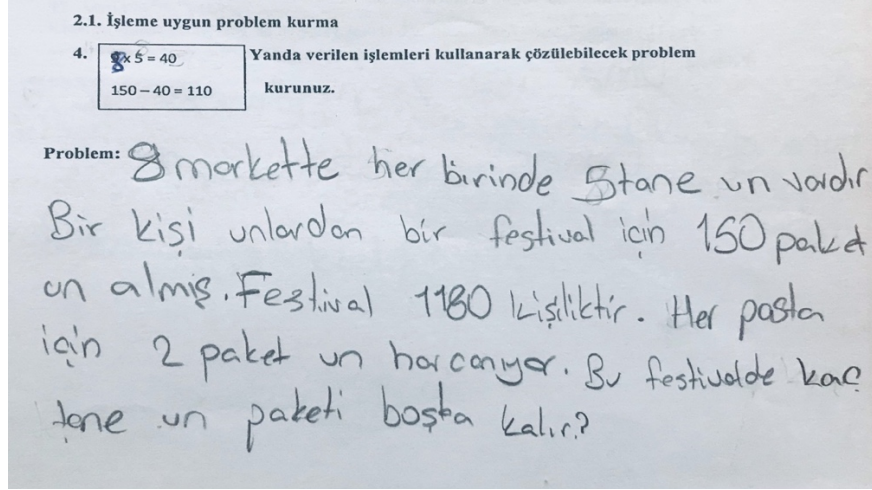 2.1. İşleme uygun problem kurma
4. 8 x 5 = 40 Yanda verilen işlemleri kullanarak çözülebilecek problem
150 – 40 = 110 kurunuz.
Problem: 8 markette her birinde 5 tane un vardır
Bir kişi unlardan bir festival için 150 paket
un almiş. Festival 1180 kişiliktir. Her pasta
için 2 paket un harcanıyor. Bu festivalde kaç
tane un paketi boşta kalır?